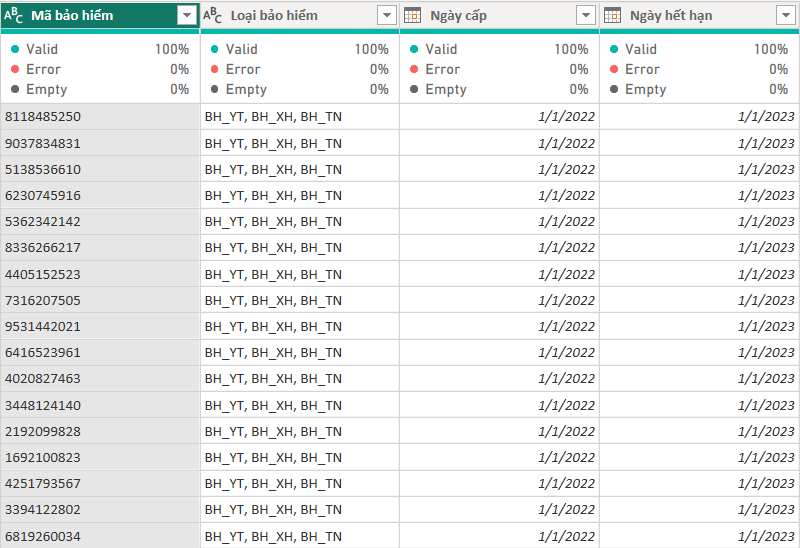 ABC Mã bảo hiểm ABC Loại bảo hiểm Ngày cấp Ngày hết hạn
Valid 100% Valid 100% Valid 100% Valid 100%
Error 0% Error 0% Error 0% Error 0%
Empty 0% Empty 0% Empty 0% Empty 0%
8118485250 BH_YT, BH_XH, BH_TN 1/1/2022 1/1/2023
9037834831 BH_YT, BH_XH, BH_TN 1/1/2022 1/1/2023
5138536610 BH_YT, BH_XH, BH_TN 1/1/2022 1/1/2023
6230745916 BH_YT, BH_XH, BH_TN 1/1/2022 1/1/2023
5362342142 BH_YT, BH_XH, BH_TN 1/1/2022 1/1/2023
8336266217 BH_YT, BH_XH, BH_TN 1/1/2022 1/1/2023
4405152523 BH_YT, BH_XH, BH_TN 1/1/2022 1/1/2023
7316207505 BH_YT, BH_XH, BH_TN 1/1/2022 1/1/2023
9531442021 BH_YT, BH_XH, BH_TN 1/1/2022 1/1/2023
6416523961 BH_YT, BH_XH, BH_TN 1/1/2022 1/1/2023
4020827463 BH_YT, BH_XH, BH_TN 1/1/2022 1/1/2023
3448124140 BH_YT, BH_XH, BH_TN 1/1/2022 1/1/2023
2192099828 BH_YT, BH_XH, BH_TN 1/1/2022 1/1/2023
1692100823 BH_YT, BH_XH, BH_TN 1/1/2022 1/1/2023
4251793567 BH_YT, BH_XH, BH_TN 1/1/2022 1/1/2023
3394122802 BH_YT, BH_XH, BH_TN 1/1/2022 1/1/2023
6819260034 BH_YT, BH_XH, BH_TN 1/1/2022 1/1/2023